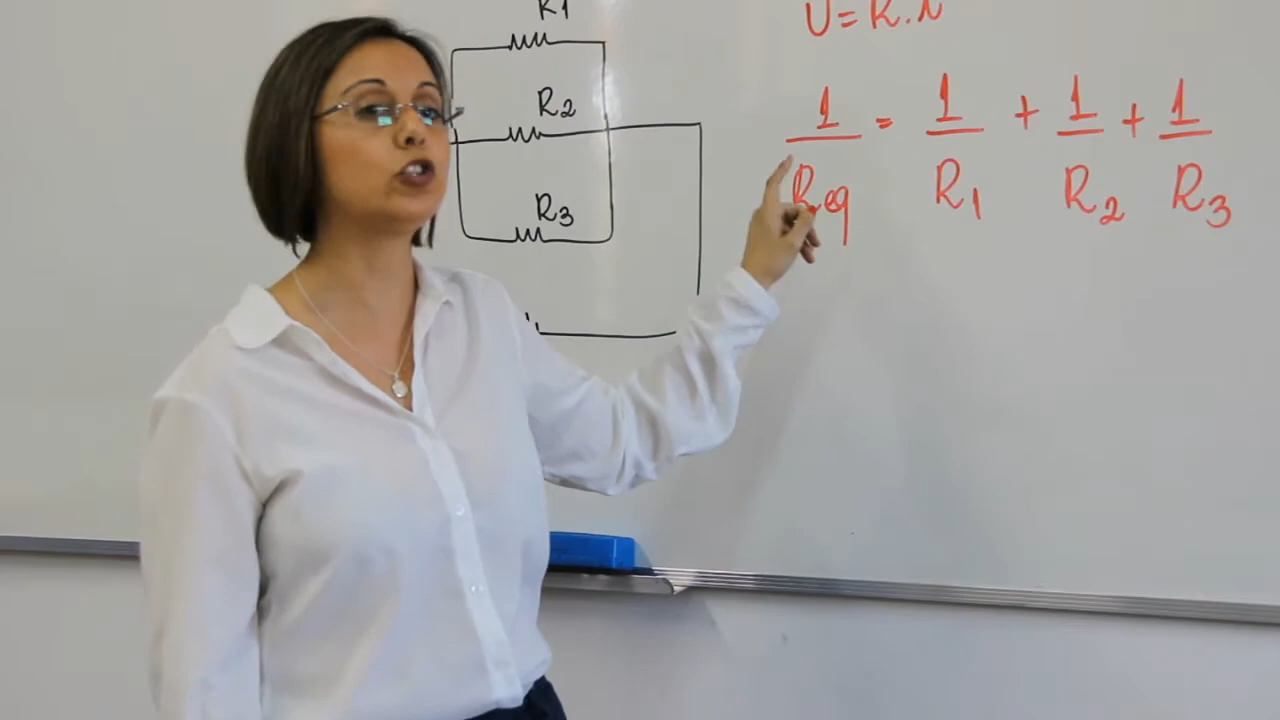 R1
R2
R3
U = R.i
1/Req = 1/R1 + 1/R2 + 1/R3